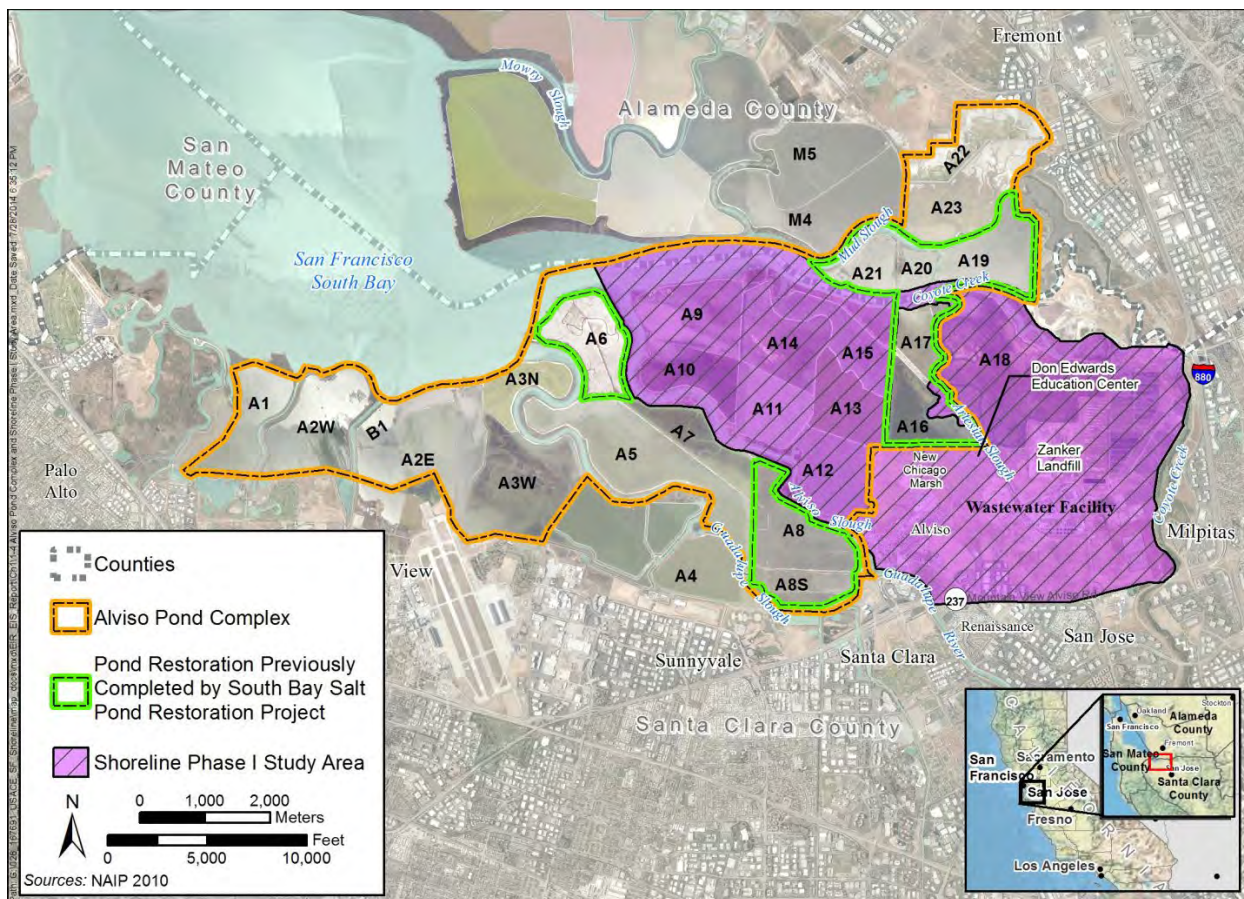 Fremont
Mowry Slough
Alameda County
San
Mateo
County
M5
M4
A22
A23
Mud Slough
A21
A20
A19
Coyote Creek
San Francisco
South Bay
A6
A9
A14
A15
A17
A18
880
A10
Don Edwards
Education Center
A3N
A11
A13
A1
A2W
B1
A7
A16
Artesian Slough
Zanker
Landfill
A2E
A5
A12
New
Chicago
Marsh
Coyote Creek
Palo
Alto
A3W
Alviso Slough
Wastewater Facility
Milpitas
A8
Alviso
View
A4
Guadalupe Slough
A8S
Guadalupe River
237
Mountain View Alviso Rd
Renaissance
San Jose
Sunnyvale
Santa Clara
Santa Clara County
Counties
Alviso Pond Complex
Pond Restoration Previously
Completed by South Bay Salt
Pond Restoration Project
Shoreline Phase I Study Area
N
0 1,000 2,000
Meters
Feet
0 5,000 10,000
Sources: NAIP 2010
San
Francisco
Sacramento
San Jose
Fresno
Los Angeles
CALIFORNIA
Stockton
Oakland
San Francisco
Alameda
County
Fremont
San Mateo
County
San Jose
Santa Clara
County